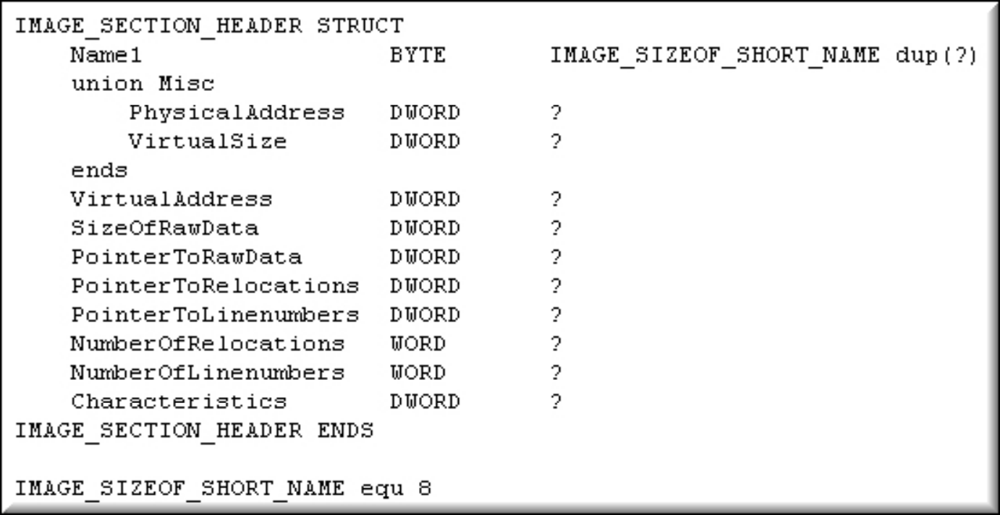 IMAGE_SECTION_HEADER STRUCT
Name1 BYTE IMAGE_SIZEOF_SHORT_NAME dup(?)
union Misc
PhysicalAddress DWORD ?
VirtualSize DWORD ?
ends
VirtualAddress DWORD ?
SizeOfRawData DWORD ?
PointerToRawData DWORD ?
PointerToRelocations DWORD ?
PointerToLinenumbers DWORD ?
NumberOfRelocations WORD ?
NumberOfLinenumbers WORD ?
Characteristics DWORD ?
IMAGE_SECTION_HEADER ENDS
IMAGE_SIZEOF_SHORT_NAME equ 8